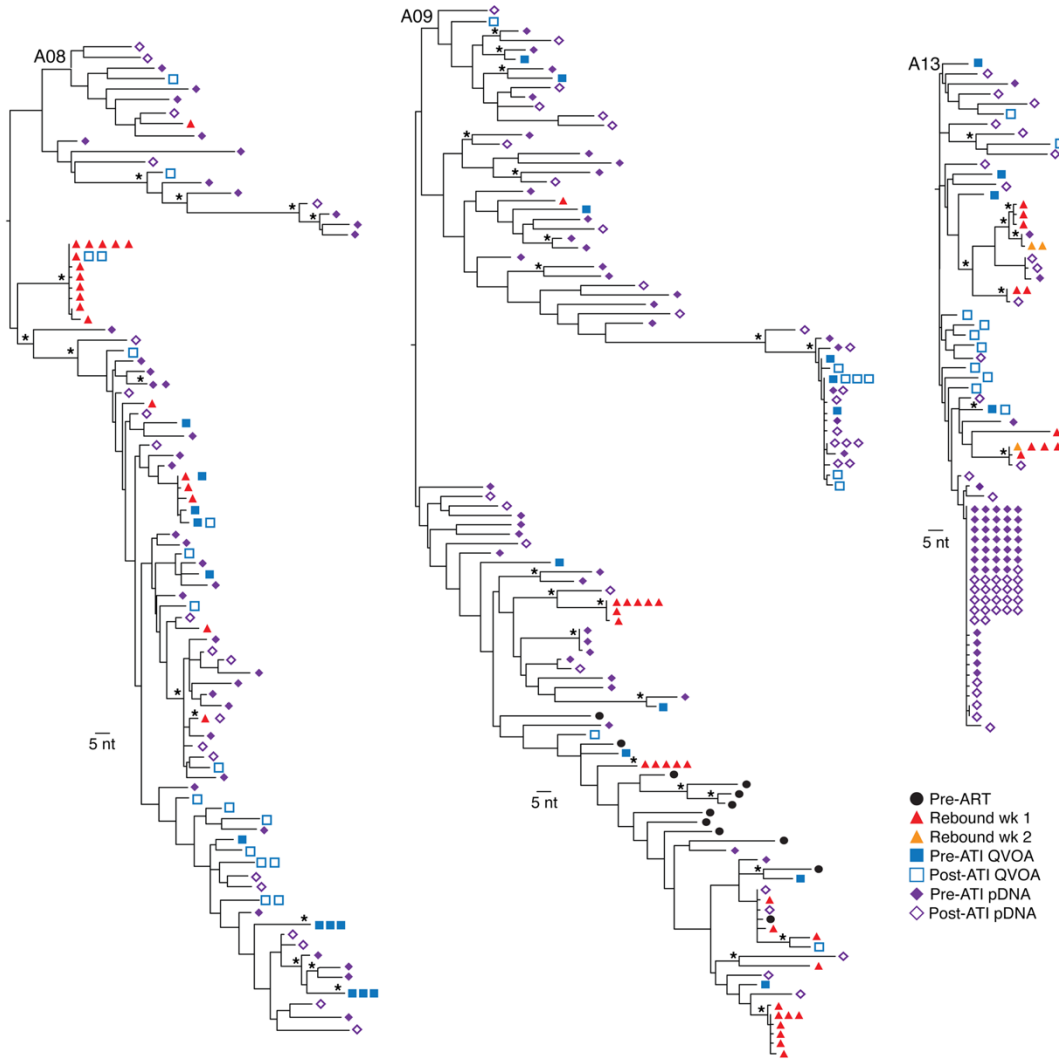 A08
A09
A13
5 nt
5 nt
5 nt
Pre-ART
Rebound wk 1
Rebound wk 2
Pre-ATI QVOA
Post-ATI QVOA
Pre-ATI pDNA
Post-ATI pDNA